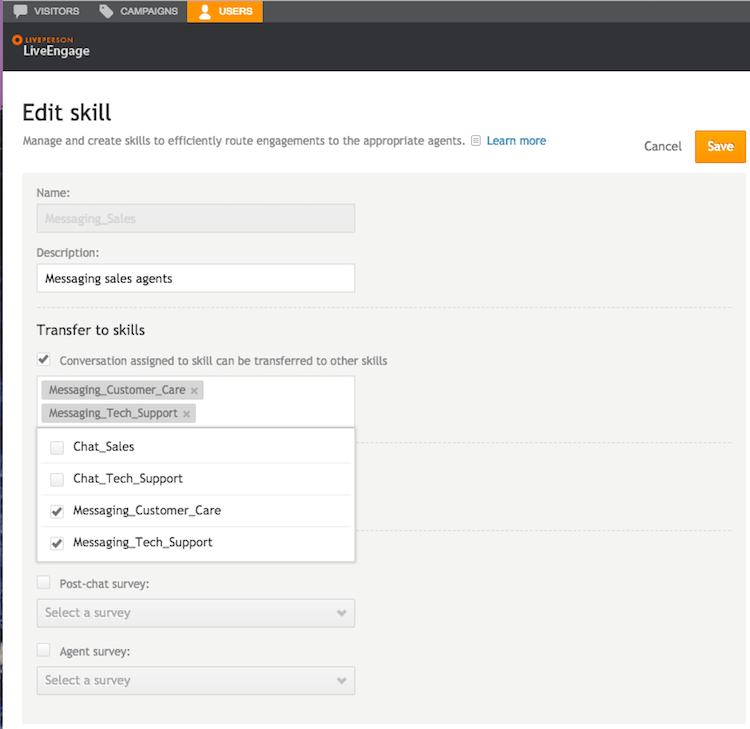 VISITORS CAMPAIGNS USERS
LIVEPERSON
LiveEngage
Edit skill
Manage and create skills to efficiently route engagements to the appropriate agents. Learn more
Cancel Save
Name:
Messaging_Sales
Description:
Messaging sales agents
Transfer to skills
Conversation assigned to skill can be transferred to other skills
Messaging_Customer_Care ×
Messaging_Tech_Support ×
Chat_Sales
Chat_Tech_Support
Messaging_Customer_Care
Messaging_Tech_Support
Post-chat survey:
Select a survey
Agent survey:
Select a survey